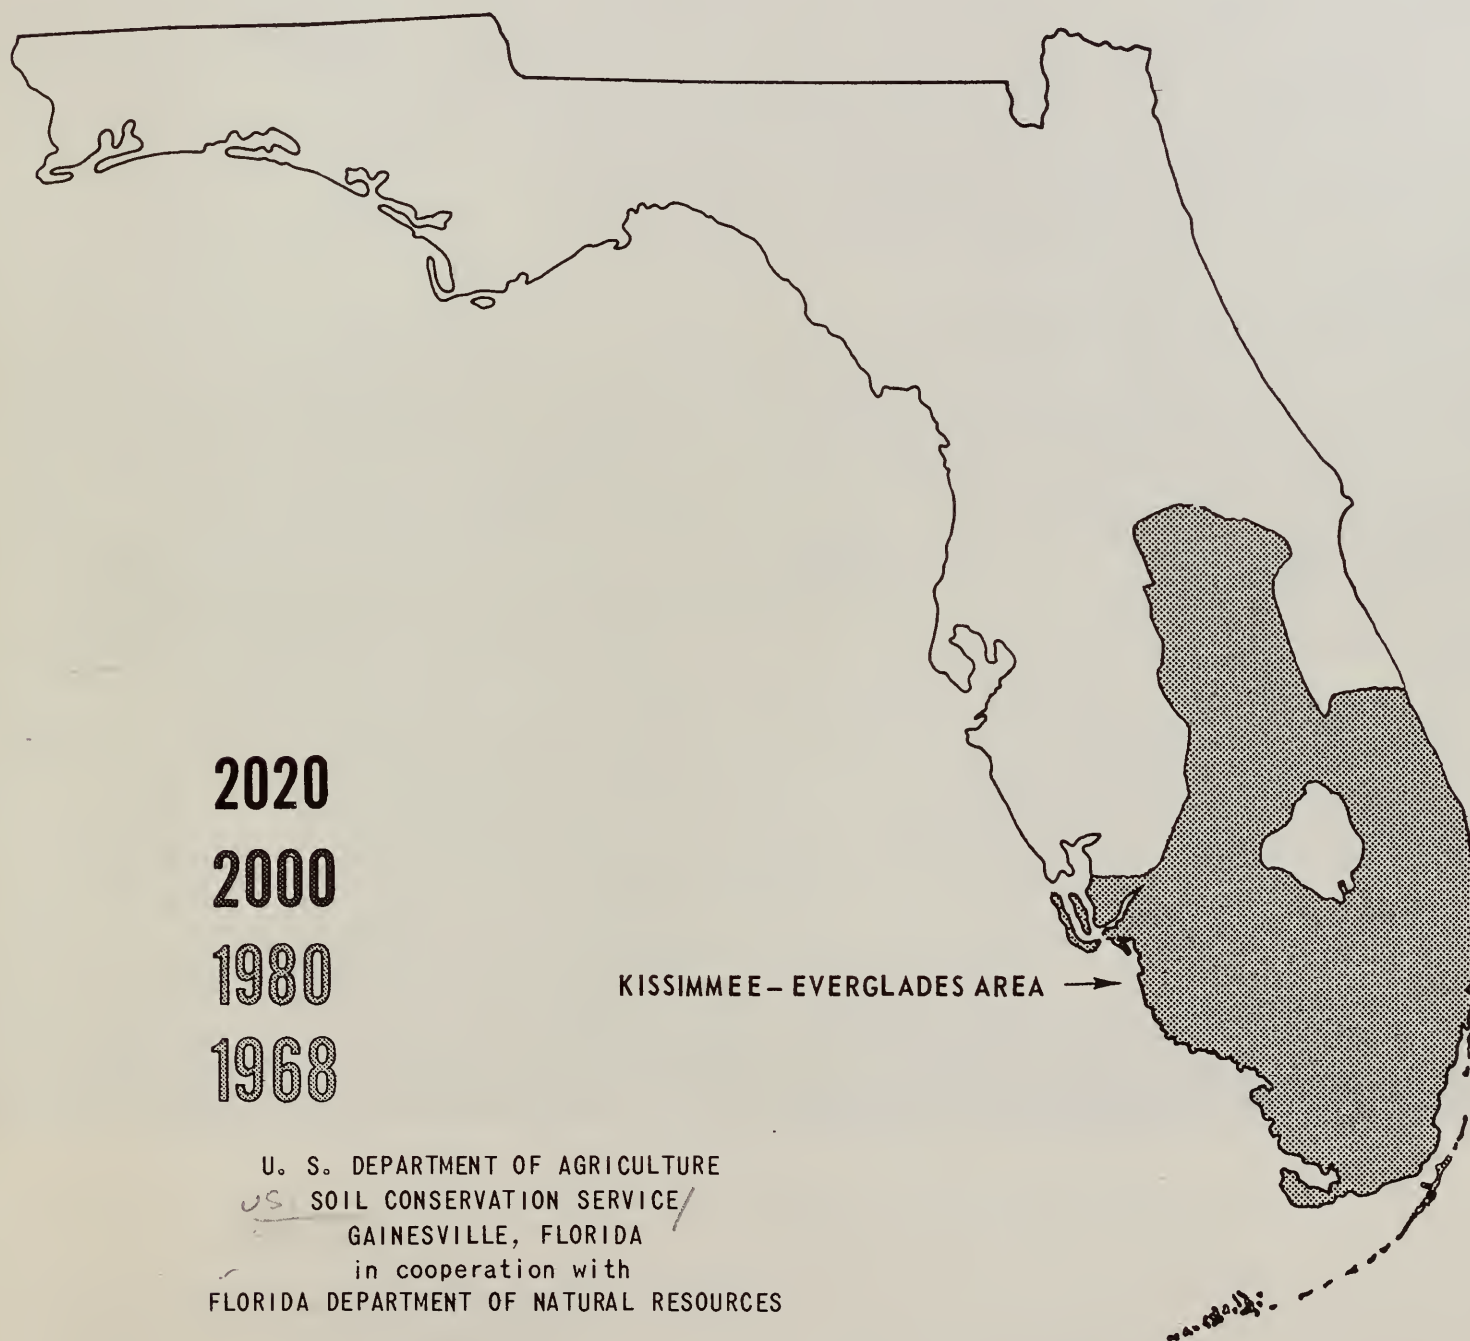 2020
2000
1980
1968
KISSIMMEE – EVERGLADES AREA
U. S. DEPARTMENT OF AGRICULTURE
US SOIL CONSERVATION SERVICE/
GAINESVILLE, FLORIDA
in cooperation with
FLORIDA DEPARTMENT OF NATURAL RESOURCES